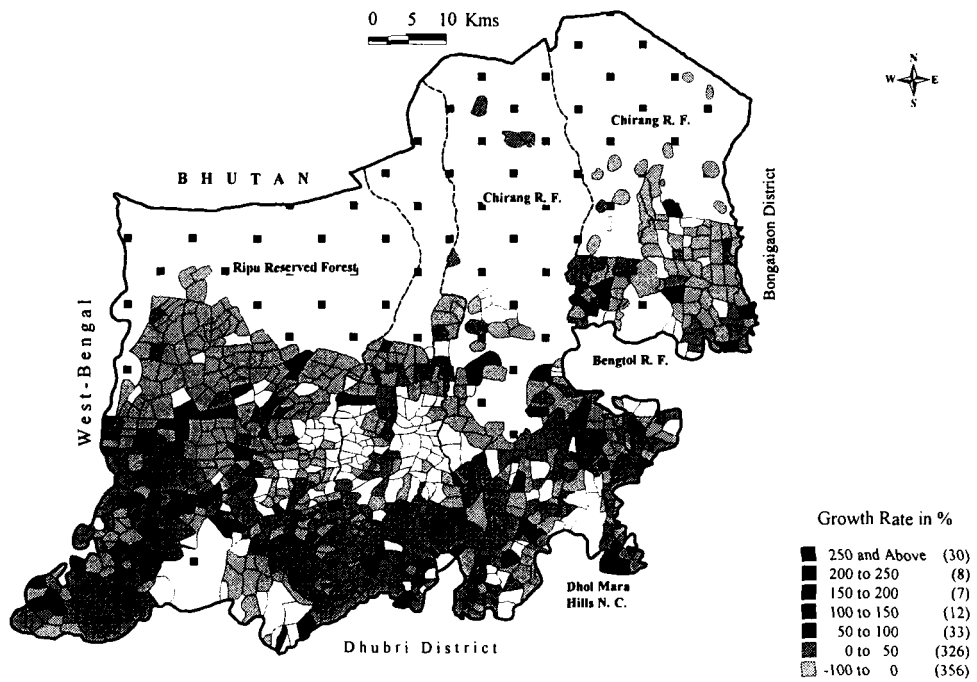 0 5 10 Kms
N
W E
S
Chirang R. F.
B H U T A N
Chirang R. F.
Ripu Reserved Forest
Bongaigaon District
West-Bengal
Bengtol R. F.
Growth Rate in %
250 and Above (30)
200 to 250 (8)
150 to 200 (7)
100 to 150 (12)
50 to 100 (33)
0 to 50 (326)
-100 to 0 (356)
Dhol Mara
Hills N. C.
Dhubri District